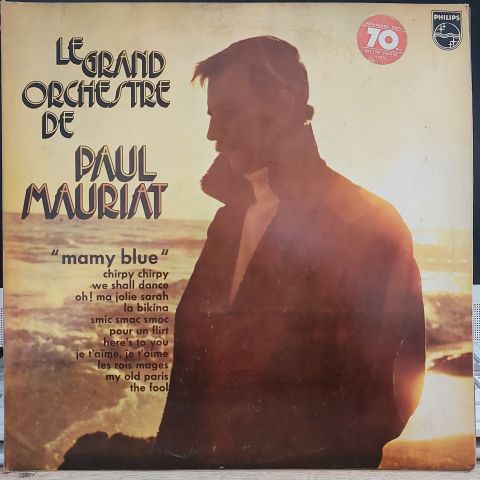 LE
GRAND
ORCHESTRE
DE
PAUL
MAURIAT
"mamy blue"
chirpy chirpy
we shall dance
oh! ma jolie sarah
la bikina
smic smac smoc
pour un flirt
here's to you
je t'aime, je t'aime
les rois mages
my old paris
the fool
70
PHILIPS